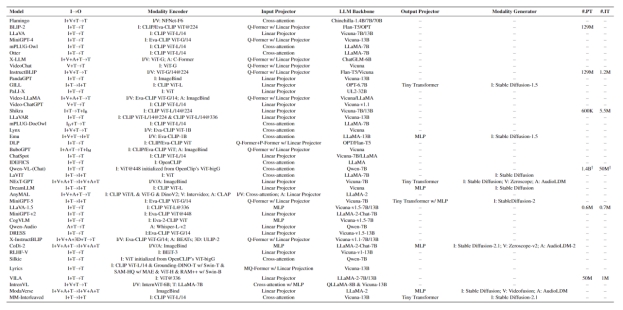 Model I→O Modality Encoder Input Projector LLM Backbone Output Projector Modality Generator #.PT #.IT
Flamingo I+V+T→T I/V: NFNet-F6 Cross-attention Chinchilla-1.4B/7B/70B – –
BLIP-2 I+T→T I: CLIP/Eva-CLIP ViT@224 Q-Former w/ Linear Projector Flan-T5/OPT – – 129M –
LLaVA I+T→T I: CLIP ViT-L/14 Linear Projector Vicuna-7B/13B – –
MiniGPT-4 I+T→T I: Eva-CLIP ViT-G/14 Q-Former w/ Linear Projector Vicuna-13B – –
mPLUG-Owl I+T→T I: CLIP ViT-L/14 Cross-attention LLaMA-7B – –
Otter I+T→T I: CLIP ViT-L/14 Cross-attention LLaMA-7B – –
X-LLM I+V+A+T→T I/V: ViT-G; A: C-Former Q-Former w/ Linear Projector ChatGLM-6B – –
VideoChat V+T→T I: ViT-G Q-Former w/ Linear Projector Vicuna – –
InstructBLIP I+V+T→T I/V: ViT-G/14@224 Q-Former w/ Linear Projector Flan-T5/Vicuna – – 129M 1.2M
PandaGPT I+T→T I: ImageBind Linear Projector Vicuna-13B – –
GILL I+T→I+T I: CLIP ViT-L Linear Projector OPT-6.7B Tiny Transformer I: Stable Diffusion-1.5
PaLI-X I+T→T I: ViT Linear Projector UL2-32B – –
Video-LLaMA I+V+A+T→T I/V: Eva-CLIP ViT-G/14; A: ImageBind Q-Former w/ Linear Projector Vicuna/LLaMA – –
Video-ChatGPT V+T→T I: CLIP ViT-L/14 Linear Projector Vicuna-v1.1 – –
Shikra I: CLIP ViT-L/14@224 Linear Projector Vicuna-7B/13B – – 600K 5.5M
LLaVAR I+T→T I: CLIP ViT-L/14@224 & CLIP ViT-L/14@336 Linear Projector Vicuna-13B – –
mPLUG-DocOwl I: CLIP ViT-L/14 Cross-attention LLaMA-7B – –
Lynx I+V+T→T I/V: Eva-CLIP ViT-1B Cross-attention Vicuna – –
Emu I+V+T→I+T I/V: Eva-CLIP-1B Cross-attention LLaMA-13B MLP I: Stable Diffusion-1.5
DLP I+T→T I: CLIP/Eva-CLIP ViT Q-Former+P-Former w/ Linear Projector OPT/Flan-T5 – –
BuboGPT I: CLIP/Eva-CLIP ViT; A: ImageBind Q-Former w/ Linear Projector Vicuna – –
ChatSpot I+T→T I: CLIP ViT-L/14 Linear Projector Vicuna-7B/LLaMA – –
IDEFICS I+T→T I: OpenCLIP Cross-attention LLaMA – –
Qwen-VL-(Chat) I+T→T I: ViT@448 initialized from OpenClip's ViT-bigG Cross-attention Qwen-7B – –
LaVIT I+T→I+T I: ViT Cross-attention LLaMA-7B – I: Stable Diffusion
NExT-GPT I+V+A+T→I+V+A+T I/V/A: ImageBind Linear Projector Vicuna-7B Tiny Transformer I: Stable Diffusion; V: Zeroscope; A: AudioLDM
DreamLLM I+T→I+T I: CLIP ViT-L Linear Projector Vicuna MLP I: Stable Diffusion
AnyMAL I+V+A+T→T I: CLIP ViT/L & ViT-G & DinoV2; V: Intervideo; A: CLAP I/V: Cross-attention; A: Linear Projector LLaMA-2 – –
MiniGPT-5 I+T→I+T I: Eva-CLIP ViT-G/14 Q-Former w/ Linear Projector Vicuna-7B Tiny Transformer w/ MLP I: StableDiffusion-2
LLaVA-1.5 I+T→T I: CLIP ViT-L@336 MLP Vicuna-v1.5-7B/13B – – 0.6M 0.7M
MiniGPT-v2 I+T→T I: Eva-CLIP ViT@448 Linear Projector LLaMA-2-Chat-7B – –
CogVLM I+T→T I: Eva-2-CLIP ViT MLP Vicuna-v1.5-7B – –
Qwen-Audio A+T→T A: Whisper-L-v2 Linear Projector Qwen-7B – –
DRESS I+T→T I: Eva-CLIP ViT-G/14 Linear Projector Vicuna-v1.5-13B – –
X-InstructBLIP I+V+A+3D+T→T I/V: Eva-CLIP ViT-G/14; A: BEATs; 3D: ULIP-2 Q-Former w/ Linear Projector Vicuna-v1.1-7B/13B – –
CoDi-2 I+V+A+T→I+V+A+T I/V/A: ImageBind MLP LLaMA-2-Chat-7B MLP I: Stable Diffusion-2.1; V: Zeroscope-v2; A: AudioLDM-2
Silkie I+T→T I: ViT initialized from OpenCLIP's ViT-bigG Cross-attention Qwen-7B – –
Lyrics I+T→T I: CLIP ViT-L/14 & Grounding-DINO-T w/ Swin-T & MQ-Former w/ Linear Projection Vicuna-13B – –
SAM-HQ w/ MAE & ViT-H & RAM++ w/ Swin-B
VILA I+T→T I: ViT@336 Linear Projector LLaMA-2-7B/13B – – 50M 1M
IntrenVL I+V+T→T I/V: InternViT-6B; T: LLaMA-7B Cross-attention w/ MLP QLLaMA-8B & Vicuna-13B – –
ModaVerse I+V+A+T→I+V+A+T ImageBind Linear Projector LLaMA-2 MLP I: Stable Diffusion; V: Videofusion; A: AudioLDM
MM-Interleaved I+T→I+T I: CLIP ViT-L/14 Cross-attention Vicuna-13B Tiny Transformer I: Stable Diffusion-2.1